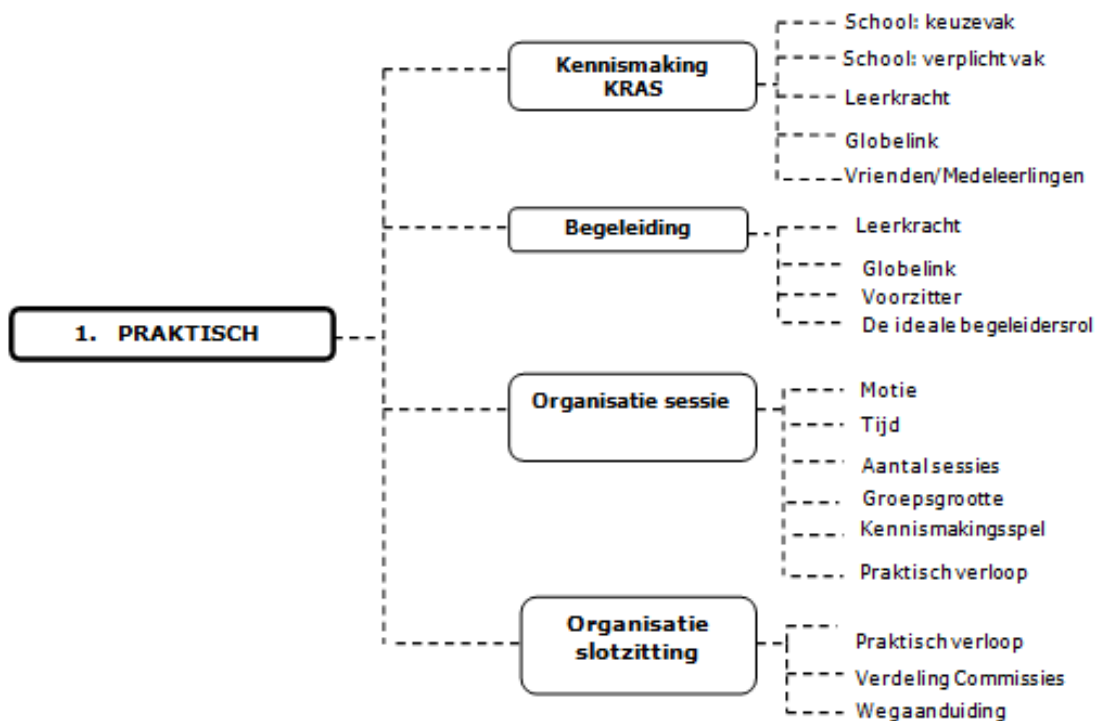 1. PRAKTISCH
Kennismaking
KRAS
School: keuzevak
School: verplicht vak
Leerkracht
Globelink
Vrienden/Medeleerlingen
Begeleiding
Leerkracht
Globelink
Voorzitter
De ideale begeleidersrol
Organisatie sessie
Motie
Tijd
Aantal sessies
Groepsgrootte
Kennismakingsspel
Praktisch verloop
Organisatie
slotzitting
Praktisch verloop
Verdeling Commissies
Wegaanduiding